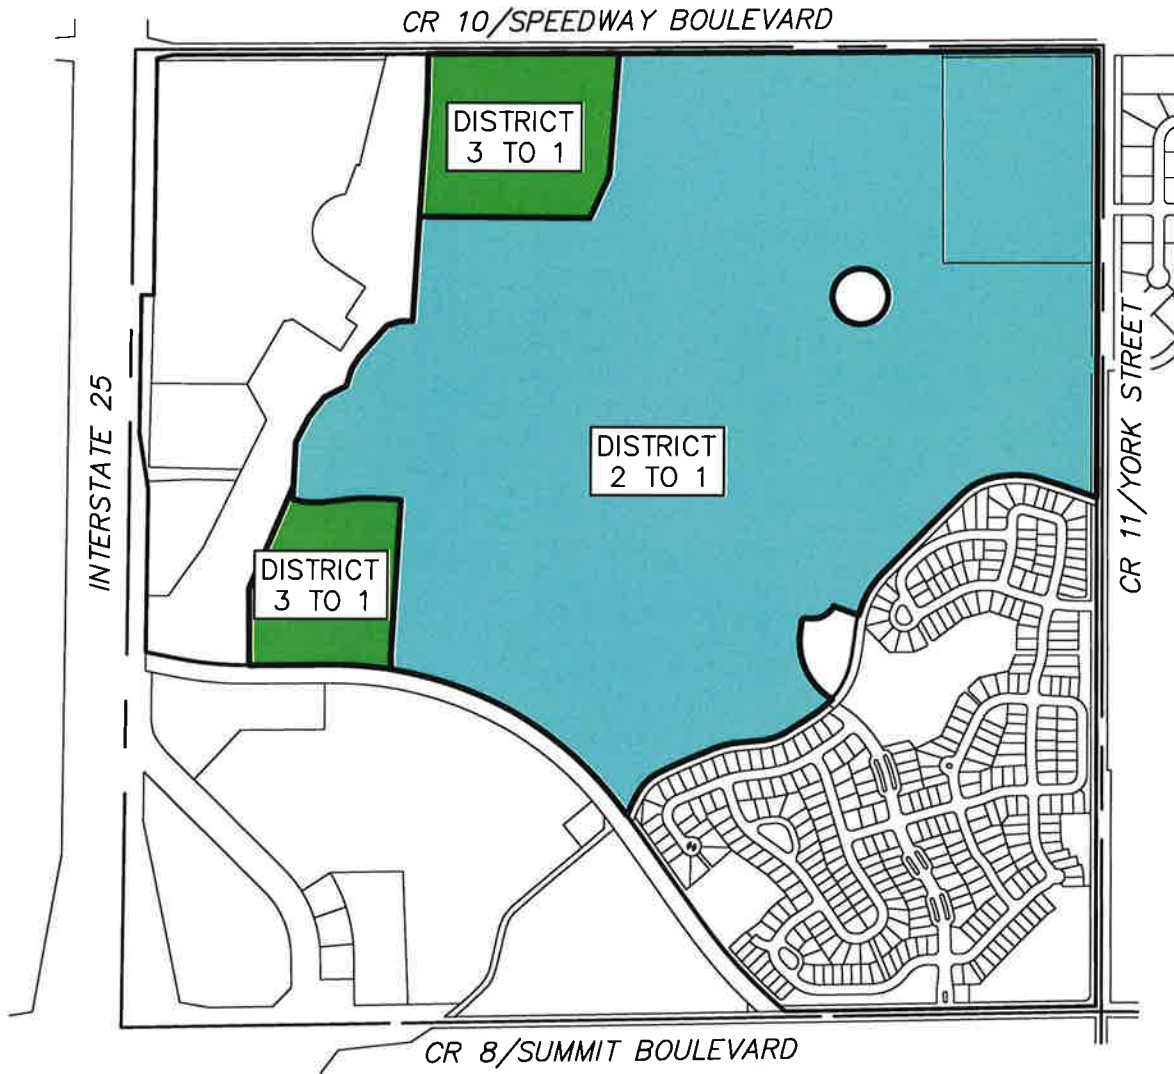 CR 10/SPEEDWAY BOULEVARD
DISTRICT
3 TO 1
INTERSTATE 25
DISTRICT
2 TO 1
CR 11/YORK STREET
DISTRICT
3 TO 1
CR 8/SUMMIT BOULEVARD